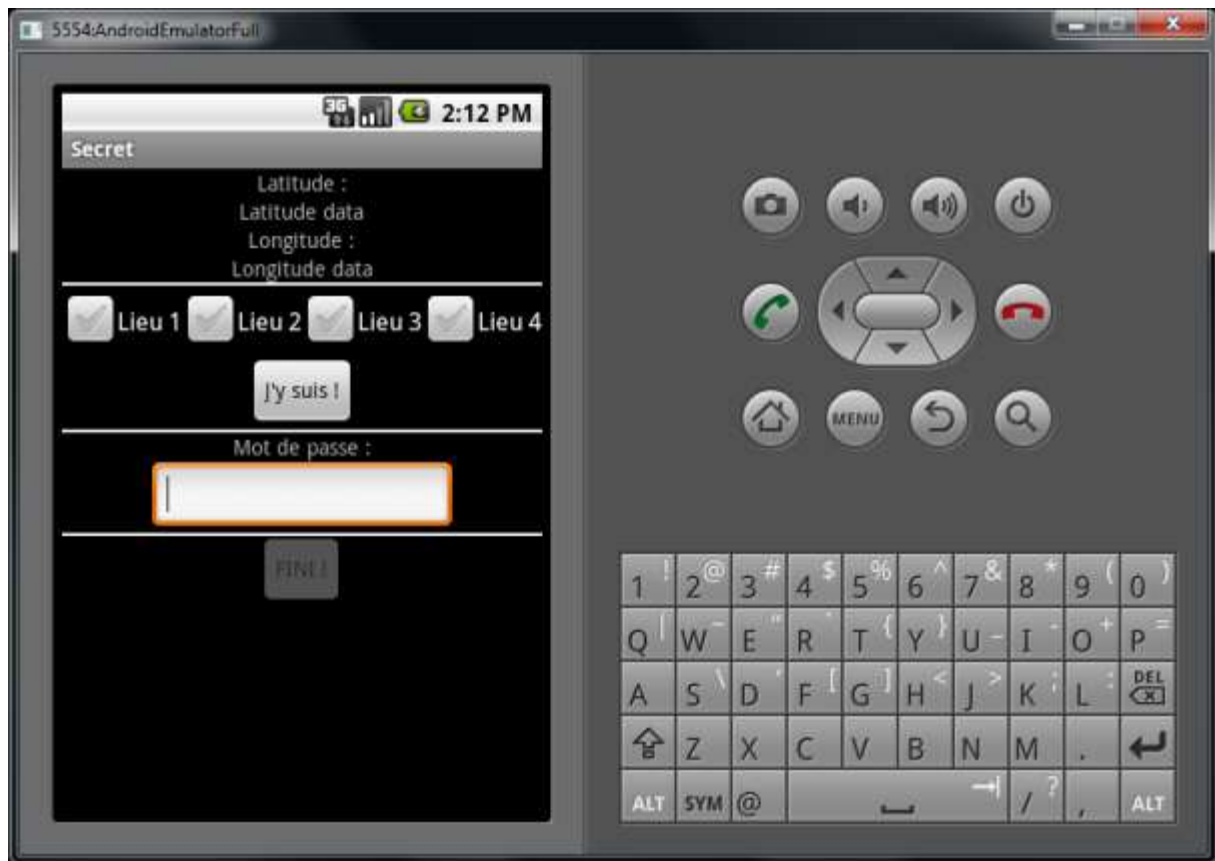 5554:AndroidEmulatorFull
3G 2:12 PM
Secret
Latitude :
Latitude data
Longitude :
Longitude data
Lieu 1 Lieu 2 Lieu 3 Lieu 4
J'y suis !
Mot de passe :
FINI !
MENU
1 ! 2 @ 3 # 4 $ 5 % 6 ^ 7 & 8 * 9 ( 0 )
Q | W ~ E " R ` T { Y } U _ I - O + P =
A S \ D ' F [ G ] H < J > K ; L : DEL
Z X C V B N M .
ALT SYM @ / ? , ALT